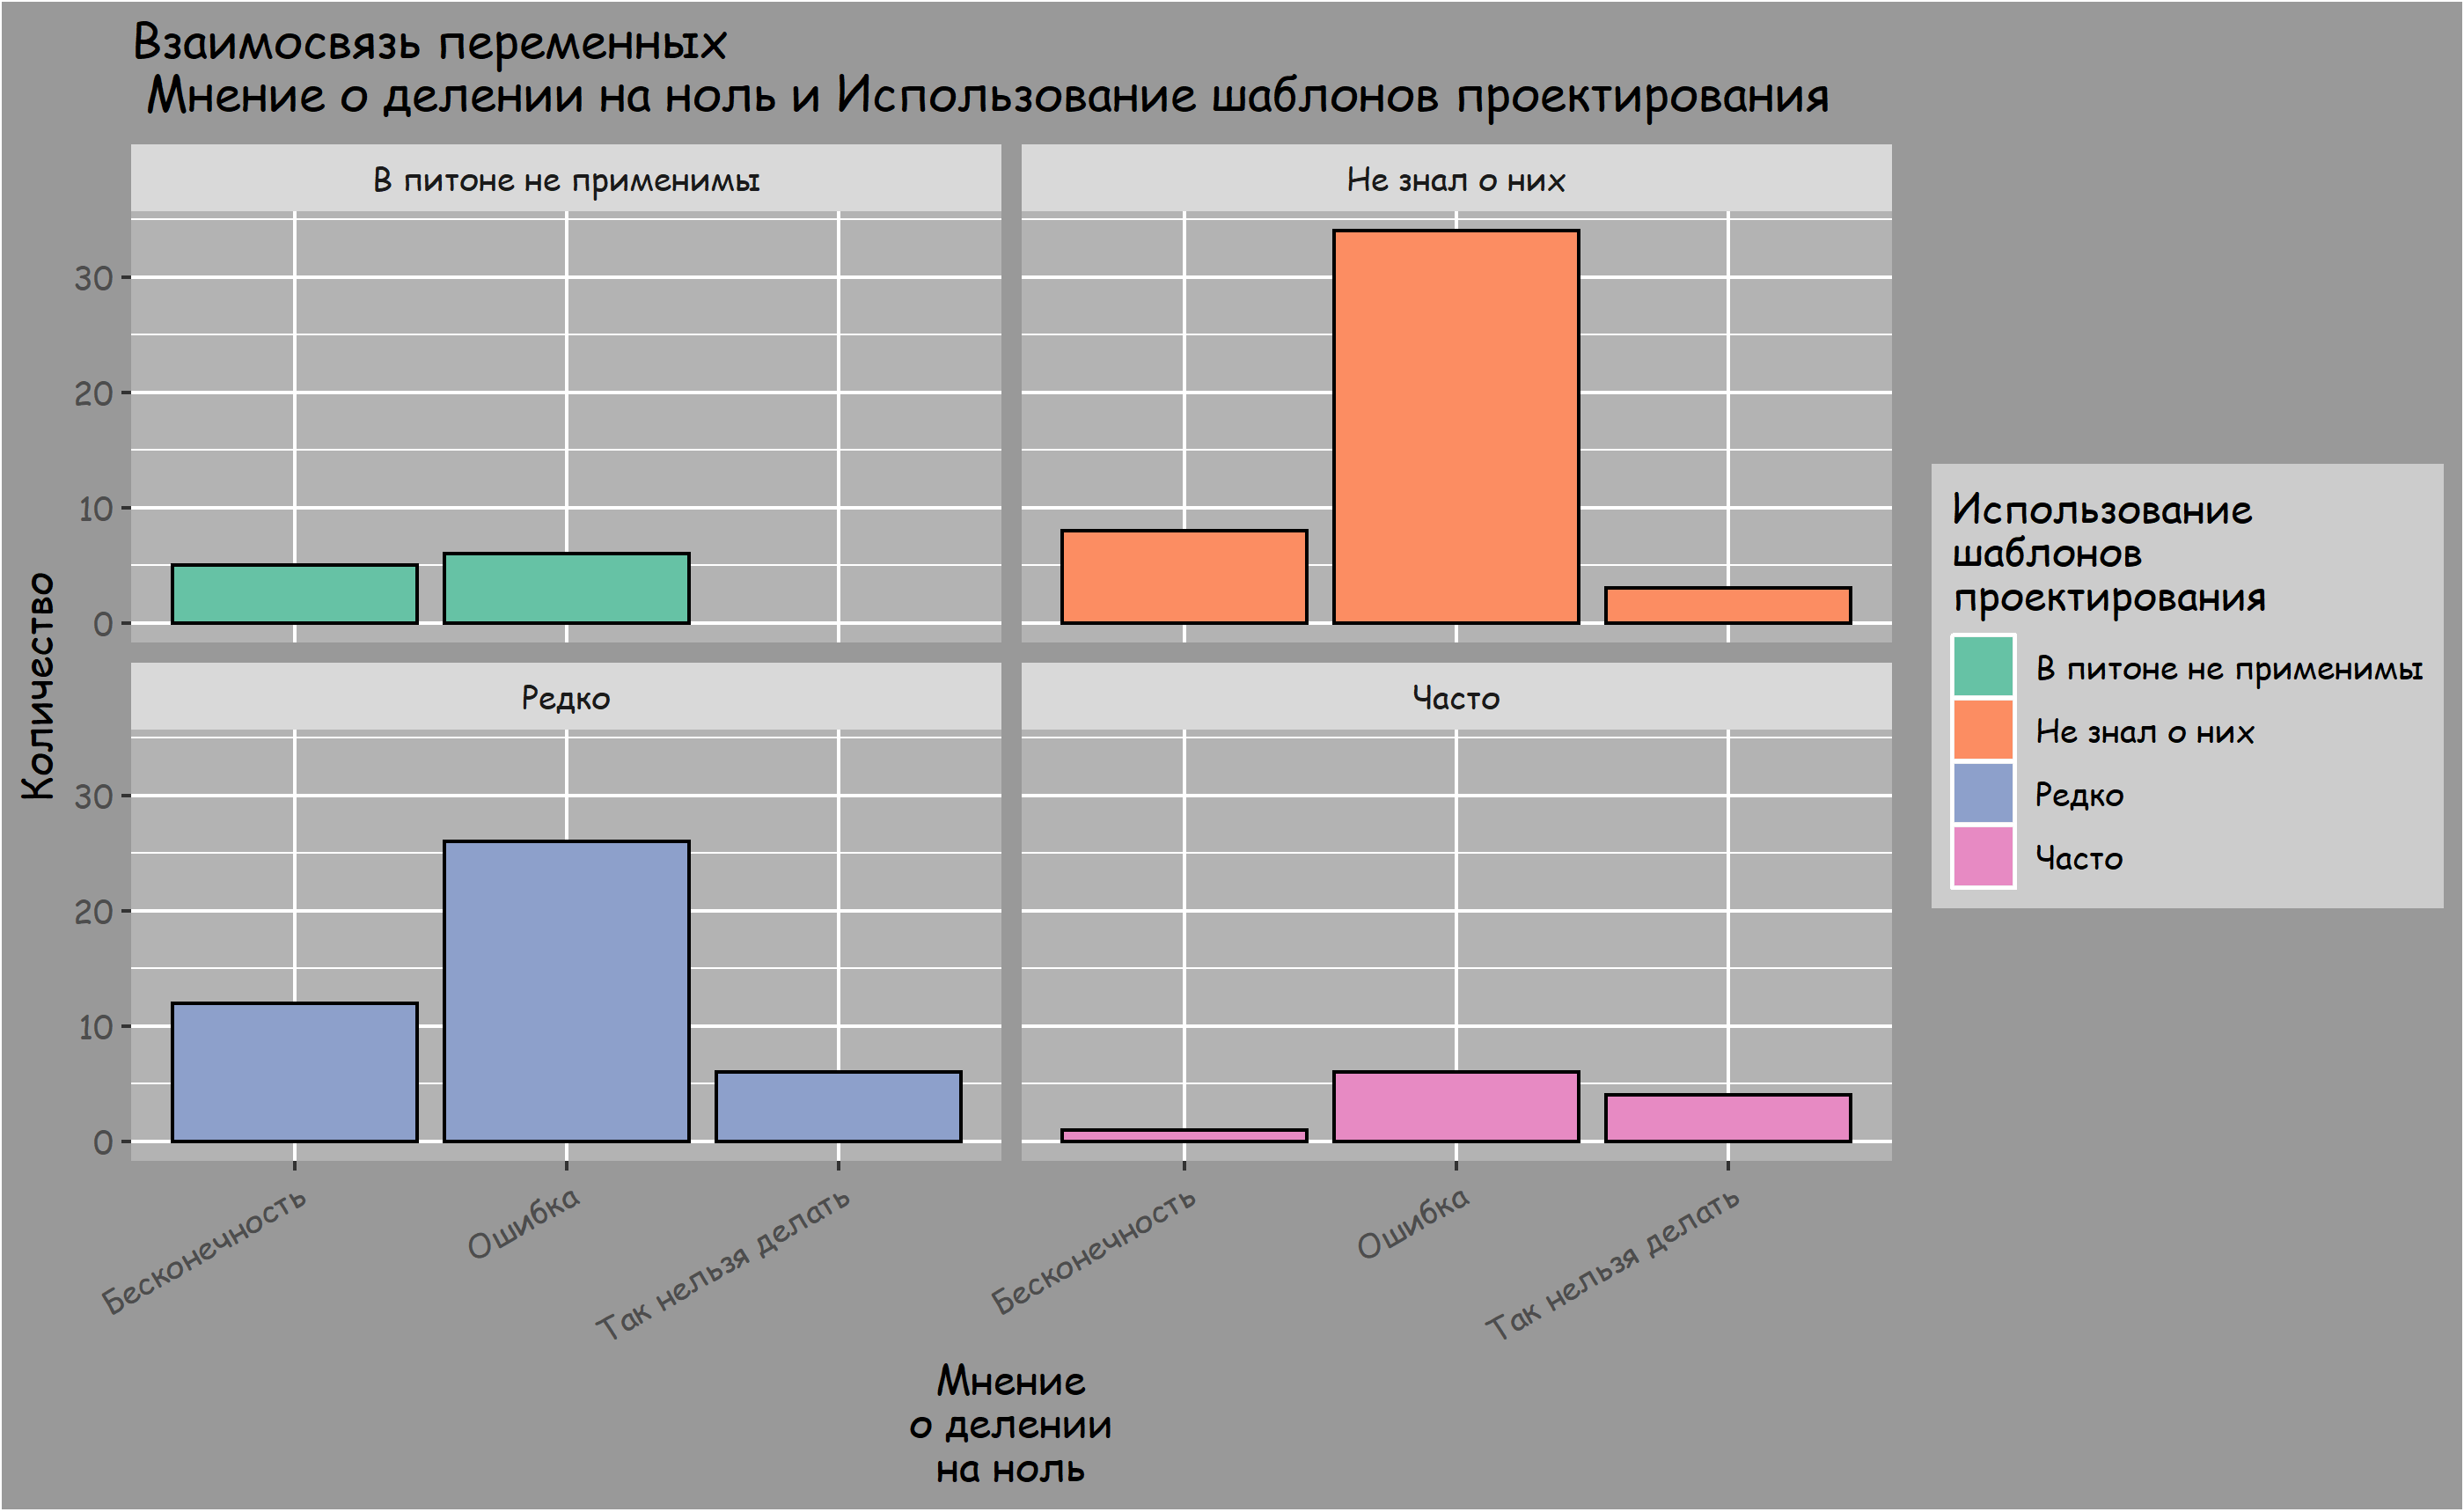 Взаимосвязь переменных
Мнение о делении на ноль и Использование шаблонов проектирования
В питоне не применимы
Не знал о них
30
20
10
0
Редко
Часто
30
20
10
0
Количество
Бесконечность
Ошибка
Так нельзя делать
Бесконечность
Ошибка
Так нельзя делать
Мнение
о делении
на ноль
Использование
шаблонов
проектирования
В питоне не применимы
Не знал о них
Редко
Часто